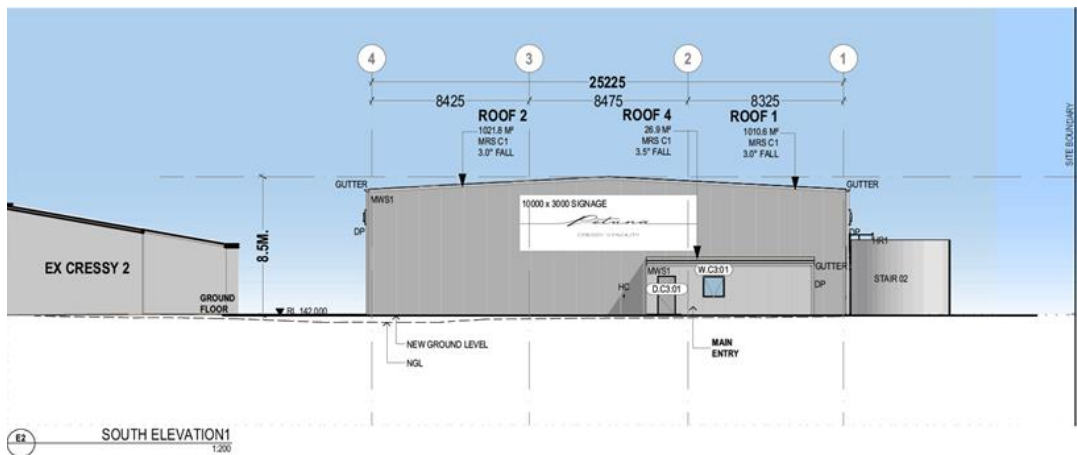 4
3
2
1
25225
8425
8475
8325
ROOF 2
1021.8 M²
MRS C1
3.0° FALL
ROOF 4
26.9 M²
MRS C1
3.5° FALL
ROOF 1
1010.6 M²
MRS C1
3.0° FALL
SITE BOUNDARY
GUTTER
GUTTER
MWS1
10000 x 3000 SIGNAGE
Petuna
DP
DP
HR1
8.5M.
EX CRESSY 2
STAIR 02
GUTTER
MWS1
W.C3:01
D.C3:01
HC
DP
GROUND
FLOOR
RL 142.000
NEW GROUND LEVEL
NGL
MAIN
ENTRY
E2
SOUTH ELEVATION1
1:200